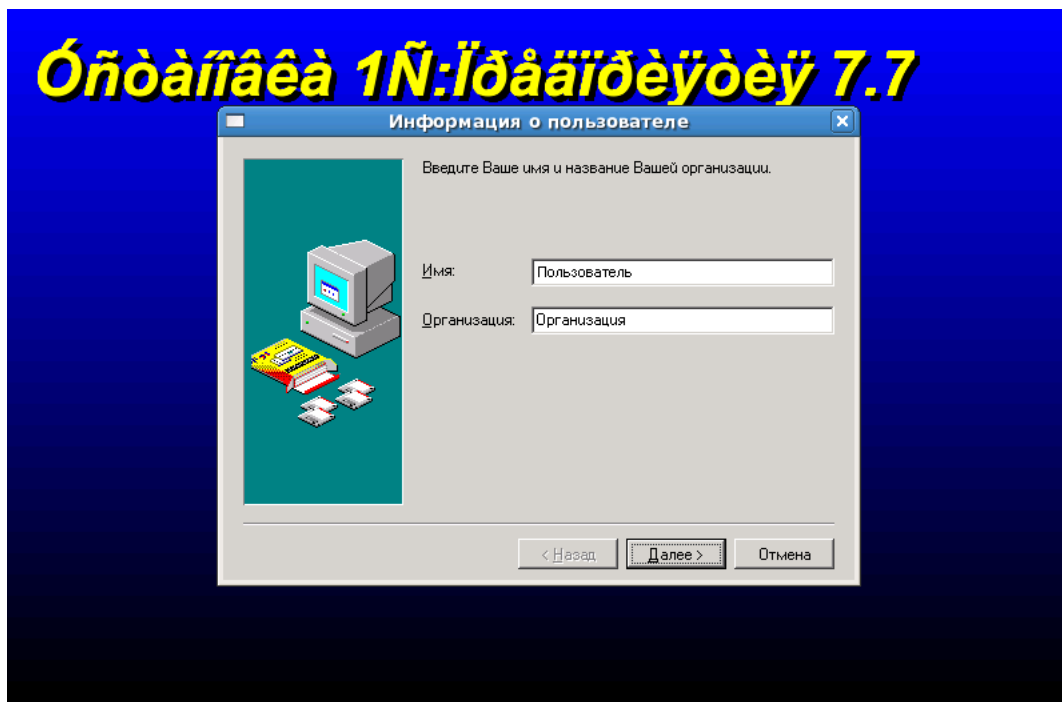 Óñòàíîâêà 1Ñ:Ïðåäïðèÿòèÿ 7.7
Информация о пользователе
Введите Ваше имя и название Вашей организации.
Имя: Пользователь
Организация: Организация
< Назад Далее > Отмена